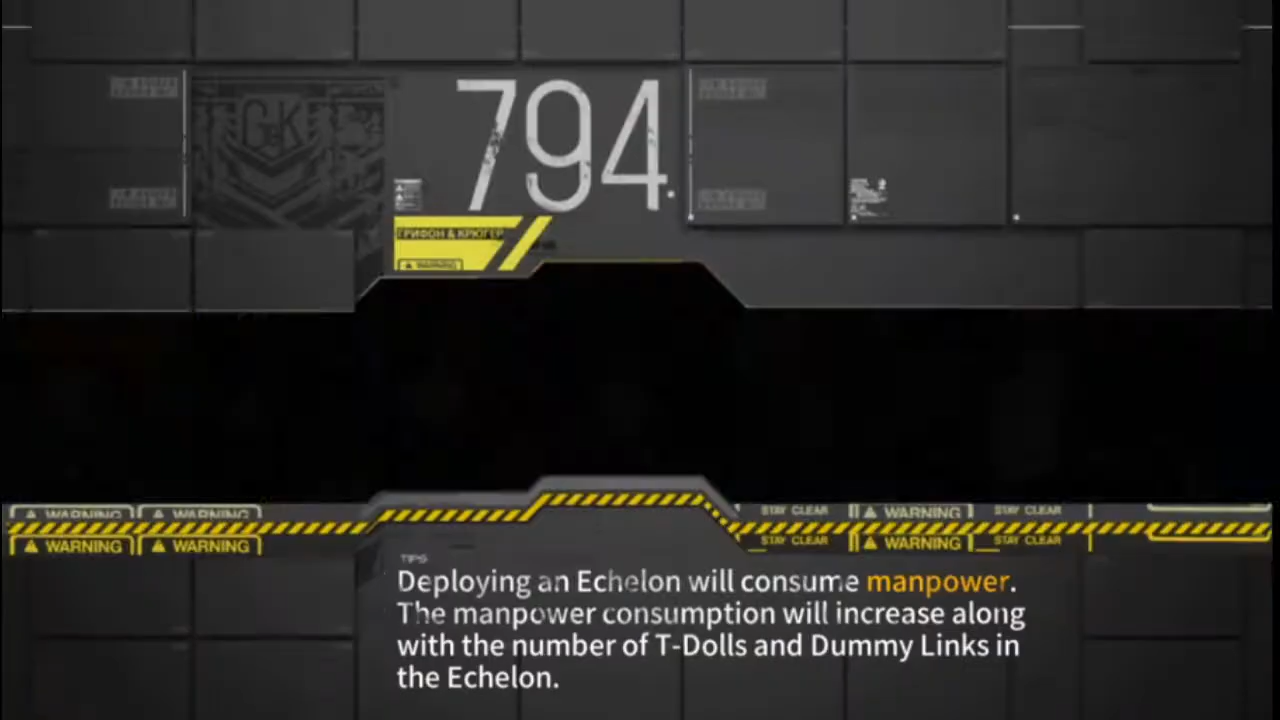 G&K
794.
ГРИФОН & КРЮГЕР
WARNING
WARNING WARNING STAY CLEAR WARNING STAY CLEAR
WARNING WARNING STAY CLEAR WARNING STAY CLEAR
TIPS
Deploying an Echelon will consume manpower.
The manpower consumption will increase along
with the number of T-Dolls and Dummy Links in
the Echelon.